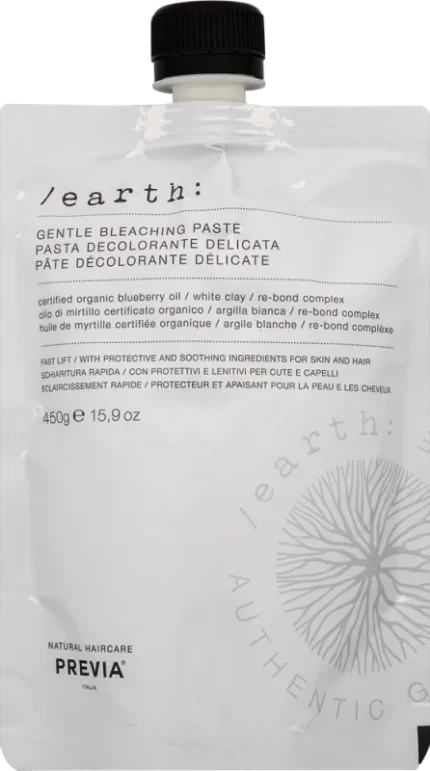 /earth:
GENTLE BLEACHING PASTE
PASTA DECOLORANTE DELICATA
PÂTE DÉCOLORANTE DÉLICATE
certified organic blueberry oil / white clay / re-bond complex
olio di mirtillo certificato organico / argilla bianca / re-bond complex
huile de myrtille certifiée organique / argile blanche / re-bond complèxe
FAST LIFT / WITH PROTECTIVE AND SOOTHING INGREDIENTS FOR SKIN AND HAIR
SCHIARITURA RAPIDA / CON PROTETTIVI E LENITIVI PER CUTE E CAPELLI
ECLAIRCISSEMENT RAPIDE / PROTECTEUR ET APAISANT POUR LA PEAU E LES CHEVEUX
450g e 15,9 oz
/earth:
AUTHENTIC G
NATURAL HAIRCARE
PREVIA®
ITALIA